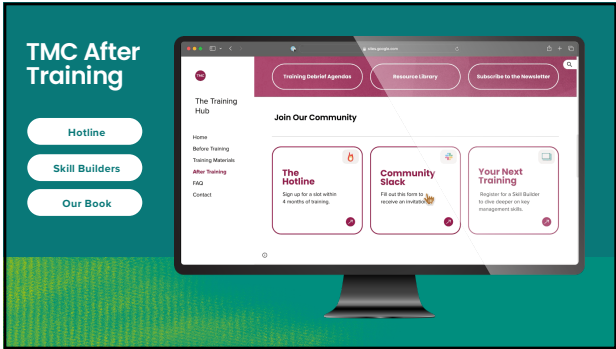 TMC After
Training
Hotline
Skill Builders
Our Book
sites.google.com
TMC
The Training
Hub
Home
Before Training
Training Materials
After Training
FAQ
Contact
Training Debrief Agendas
Resource Library
Subscribe to the Newsletter
Join Our Community
The
Hotline
Sign up for a slot within
4 months of training.
Community
Slack
Fill out this form to
receive an invitation.
Your Next
Training
Register for a Skill Builder
to dive deeper on key
management skills.